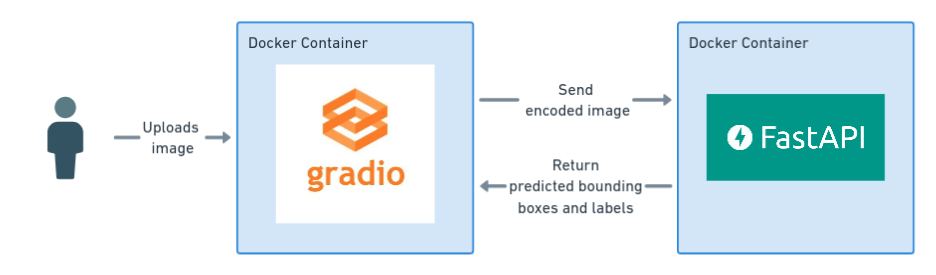 Docker Container
Docker Container
Uploads
image
gradio
Send
encoded image
FastAPI
Return
predicted bounding
boxes and labels